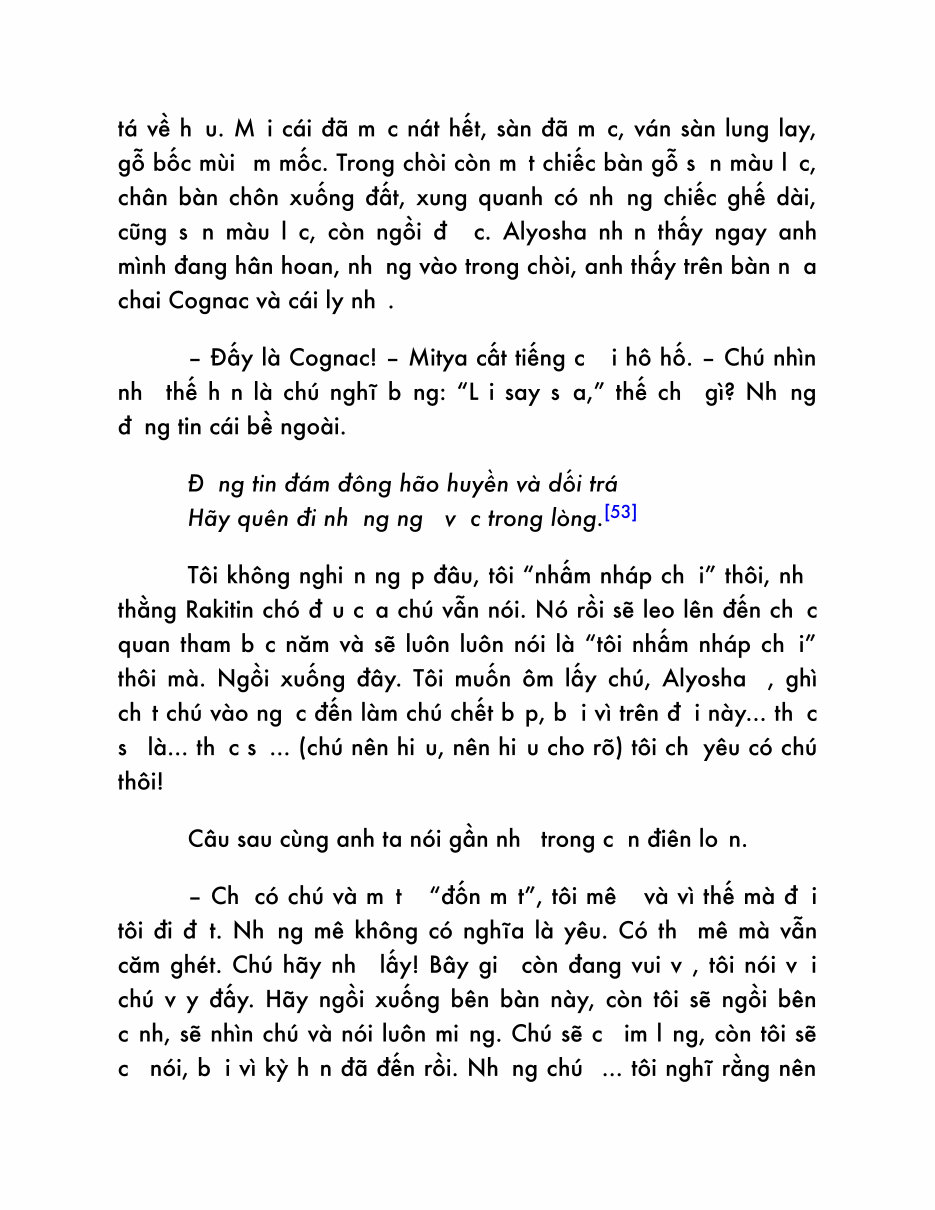 tá về h u. M i cái đã m c nát hết, sàn đã m c, ván sàn lung lay,
gỗ bốc mùi m mốc. Trong chòi còn m t chiếc bàn gỗ s n màu l c,
chân bàn chôn xuống đất, xung quanh có nh ng chiếc ghế dài,
cũng s n màu l c, còn ngồi đ c. Alyosha nh n thấy ngay anh
mình đang hân hoan, nh ng vào trong chòi, anh thấy trên bàn n a
chai Cognac và cái ly nh .
– Đấy là Cognac! – Mitya cất tiếng c i hô hố. – Chú nhìn
nh thế h n là chú nghĩ b ng: “L i say s a,” thế ch gì? Nh ng
đ ng tin cái bề ngoài.
Đ ng tin đám đông hão huyền và dối trá
Hãy quên đi nh ng ng v c trong lòng.[53]
Tôi không nghi n ng p đâu, tôi “nhấm nháp ch i” thôi, nh
thằng Rakitin chó đ u c a chú vẫn nói. Nó rồi sẽ leo lên đến ch c
quan tham b c năm và sẽ luôn luôn nói là “tôi nhấm nháp ch i”
thôi mà. Ngồi xuống đây. Tôi muốn ôm lấy chú, Alyosha , ghì
ch t chú vào ng c đến làm chú chết b p, b i vì trên đ i này... th c
s là... th c s ... (chú nên hi u, nên hi u cho rõ) tôi ch yêu có chú
thôi!
Câu sau cùng anh ta nói gần nh trong c n điên lo n.
– Ch có chú và m t “đốn m t”, tôi mê và vì thế mà đ i
tôi đi đ t. Nh ng mê không có nghĩa là yêu. Có th mê mà vẫn
căm ghét. Chú hãy nh lấy! Bây gi còn đang vui v , tôi nói v i
chú v y đấy. Hãy ngồi xuống bên bàn này, còn tôi sẽ ngồi bên
c nh, sẽ nhìn chú và nói luôn mi ng. Chú sẽ c im l ng, còn tôi sẽ
c nói, b i vì kỳ h n đã đến rồi. Nh ng chú ... tôi nghĩ rằng nên